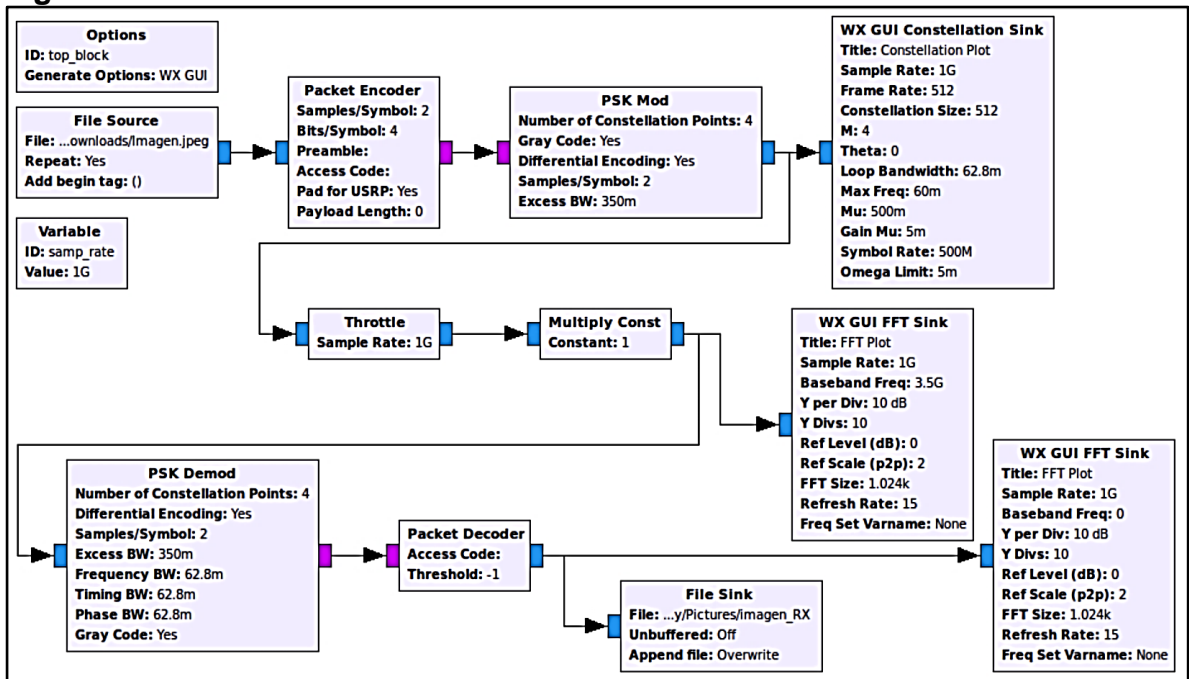 Options
ID: top_block
Generate Options: WX GUI
File Source
File: ...ownloads/Imagen.jpeg
Repeat: Yes
Add begin tag: ()
Variable
ID: samp_rate
Value: 1G
Packet Encoder
Samples/Symbol: 2
Bits/Symbol: 4
Preamble:
Access Code:
Pad for USRP: Yes
Payload Length: 0
PSK Mod
Number of Constellation Points: 4
Gray Code: Yes
Differential Encoding: Yes
Samples/Symbol: 2
Excess BW: 350m
WX GUI Constellation Sink
Title: Constellation Plot
Sample Rate: 1G
Frame Rate: 512
Constellation Size: 512
M: 4
Theta: 0
Loop Bandwidth: 62.8m
Max Freq: 60m
Mu: 500m
Gain Mu: 5m
Symbol Rate: 500M
Omega Limit: 5m
Throttle
Sample Rate: 1G
Multiply Const
Constant: 1
WX GUI FFT Sink
Title: FFT Plot
Sample Rate: 1G
Baseband Freq: 3.5G
Y per Div: 10 dB
Y Divs: 10
Ref Level (dB): 0
Ref Scale (p2p): 2
FFT Size: 1.024k
Refresh Rate: 15
Freq Set Varname: None
PSK Demod
Number of Constellation Points: 4
Differential Encoding: Yes
Samples/Symbol: 2
Excess BW: 350m
Frequency BW: 62.8m
Timing BW: 62.8m
Phase BW: 62.8m
Gray Code: Yes
Packet Decoder
Access Code:
Threshold: -1
File Sink
File: ...y/Pictures/imagen_RX
Unbuffered: Off
Append file: Overwrite
WX GUI FFT Sink
Title: FFT Plot
Sample Rate: 1G
Baseband Freq: 0
Y per Div: 10 dB
Y Divs: 10
Ref Level (dB): 0
Ref Scale (p2p): 2
FFT Size: 1.024k
Refresh Rate: 15
Freq Set Varname: None